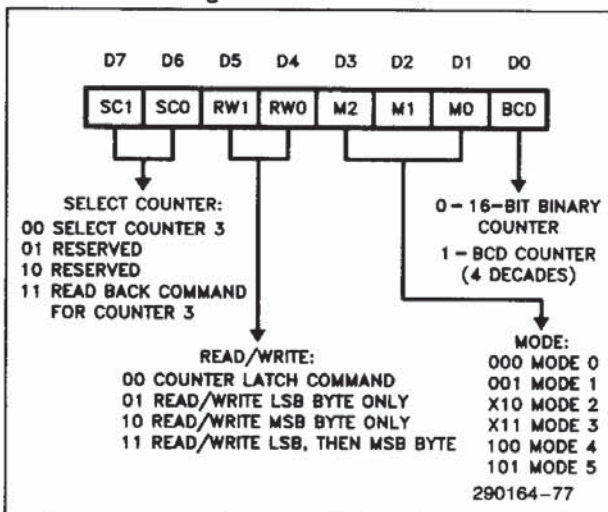 D7 D6 D5 D4 D3 D2 D1 D0
SC1 SC0 RW1 RW0 M2 M1 M0 BCD
SELECT COUNTER:
00 SELECT COUNTER 3
01 RESERVED
10 RESERVED
11 READ BACK COMMAND
FOR COUNTER 3
0 – 16-BIT BINARY
COUNTER
1 – BCD COUNTER
(4 DECADES)
READ/WRITE:
00 COUNTER LATCH COMMAND
01 READ/WRITE LSB BYTE ONLY
10 READ/WRITE MSB BYTE ONLY
11 READ/WRITE LSB, THEN MSB BYTE
MODE:
000 MODE 0
001 MODE 1
X10 MODE 2
X11 MODE 3
100 MODE 4
101 MODE 5
290164–77